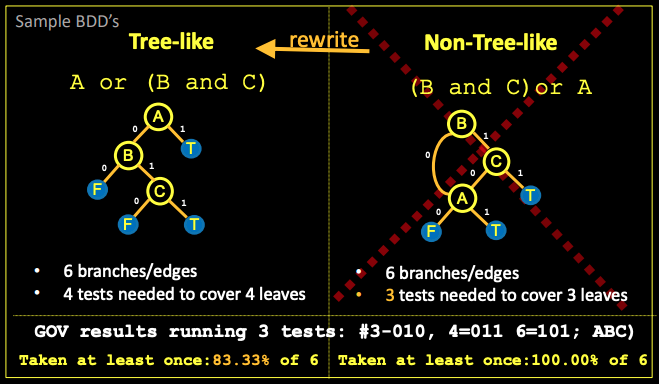 Sample BDD's
Tree-like
rewrite
Non-Tree-like
A or (B and C)
(B and C)or A
A
0
1
B
T
0
1
F
C
0
1
F
T
B
1
0
C
0
1
A
T
0
1
F
T
• 6 branches/edges
• 4 tests needed to cover 4 leaves
• 6 branches/edges
• 3 tests needed to cover 3 leaves
GOV results running 3 tests: #3-010, 4=011 6=101; ABC)
Taken at least once:83.33% of 6
Taken at least once:100.00% of 6